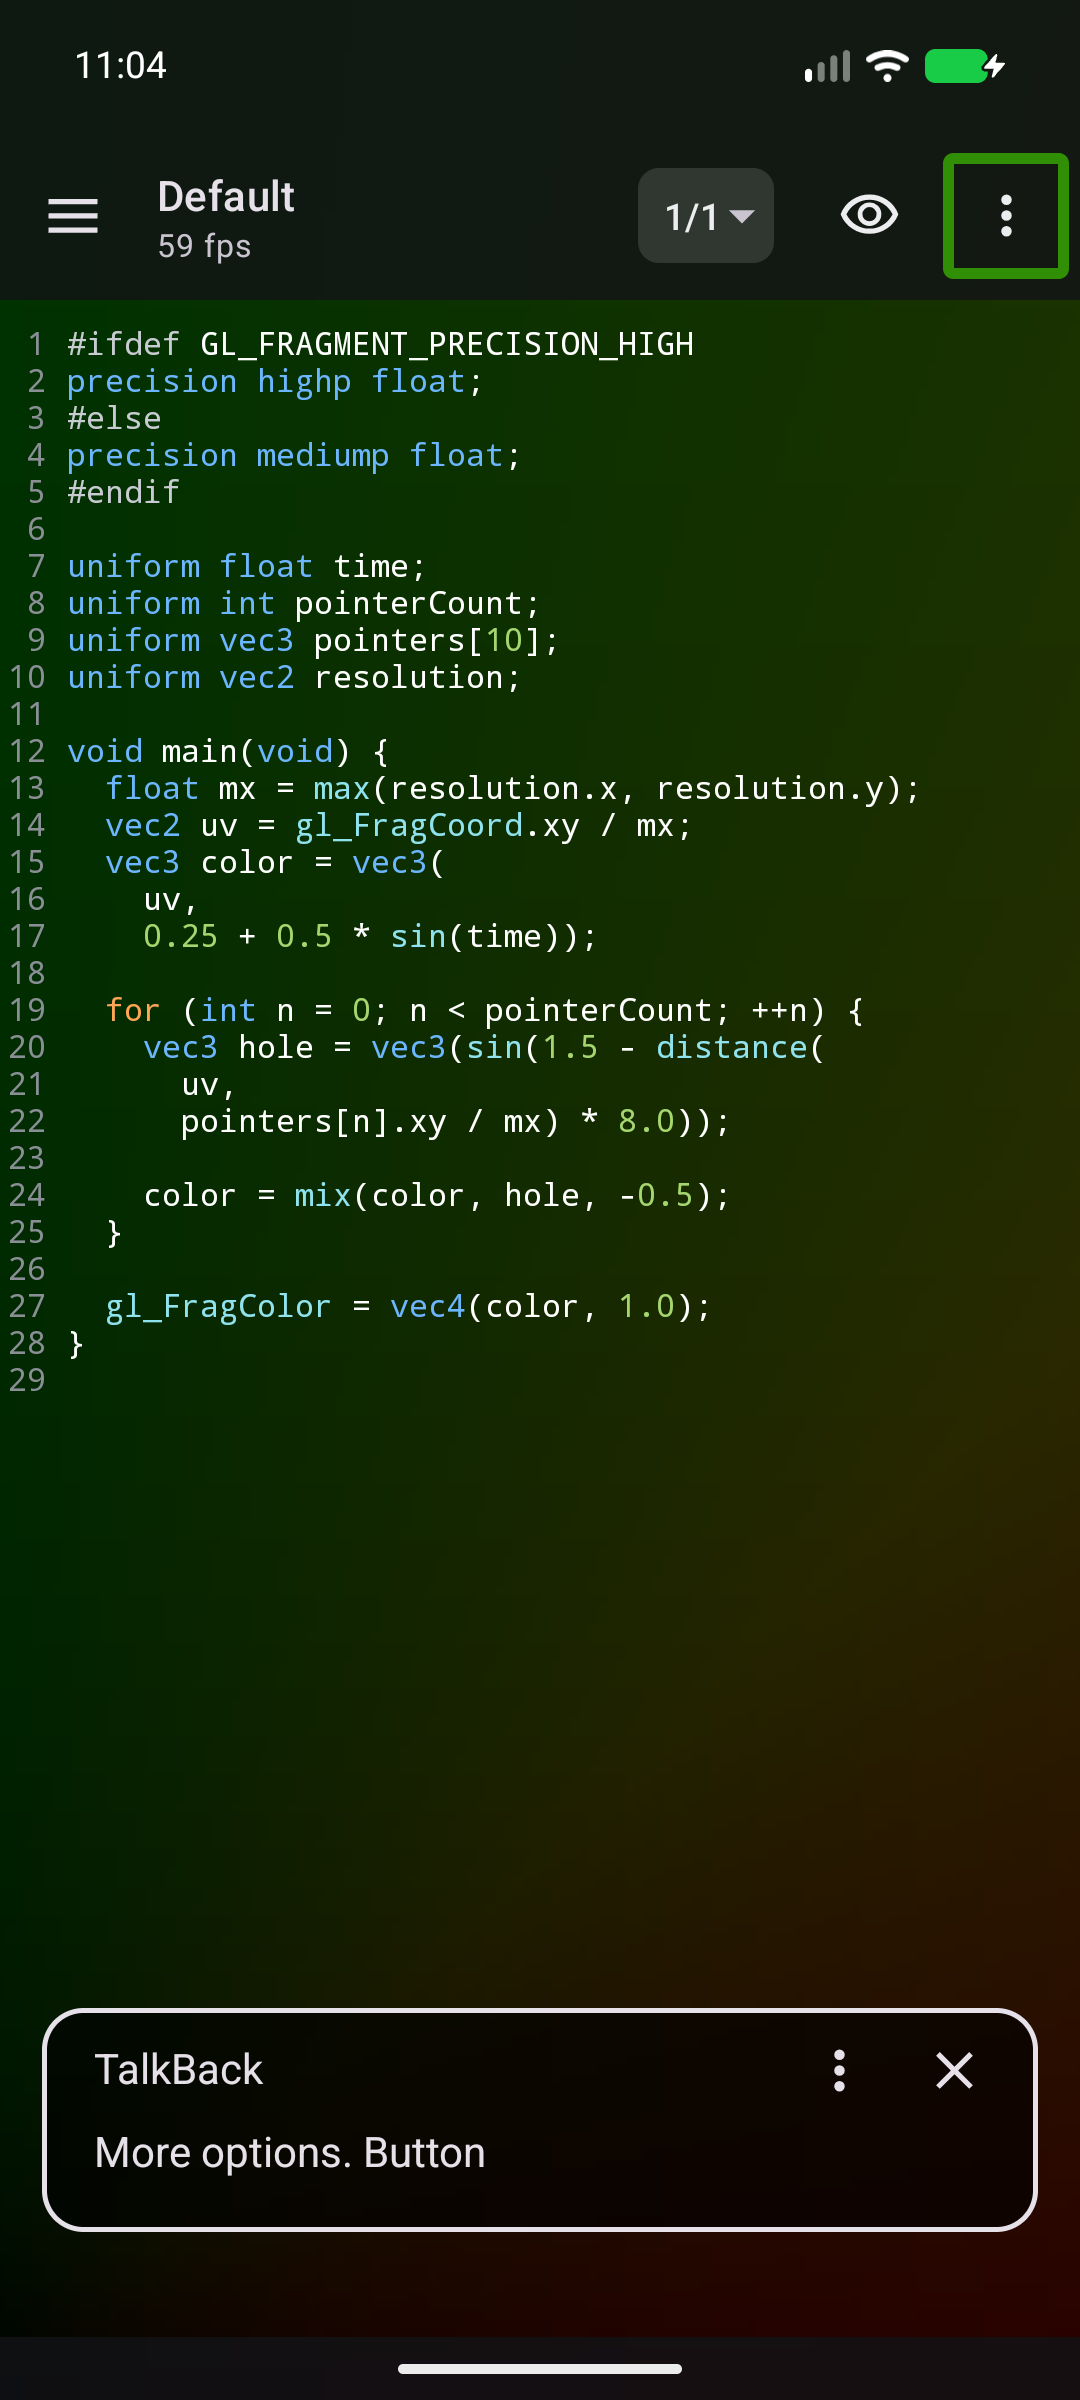 11:04
Default
59 fps
1/1
1 #ifdef GL_FRAGMENT_PRECISION_HIGH
2 precision highp float;
3 #else
4 precision mediump float;
5 #endif
6
7 uniform float time;
8 uniform int pointerCount;
9 uniform vec3 pointers[10];
10 uniform vec2 resolution;
11
12 void main(void) {
13   float mx = max(resolution.x, resolution.y);
14   vec2 uv = gl_FragCoord.xy / mx;
15   vec3 color = vec3(
16     uv,
17     0.25 + 0.5 * sin(time));
18
19   for (int n = 0; n < pointerCount; ++n) {
20     vec3 hole = vec3(sin(1.5 - distance(
21       uv,
22       pointers[n].xy / mx) * 8.0));
23
24     color = mix(color, hole, -0.5);
25   }
26
27   gl_FragColor = vec4(color, 1.0);
28 }
29
TalkBack
More options. Button